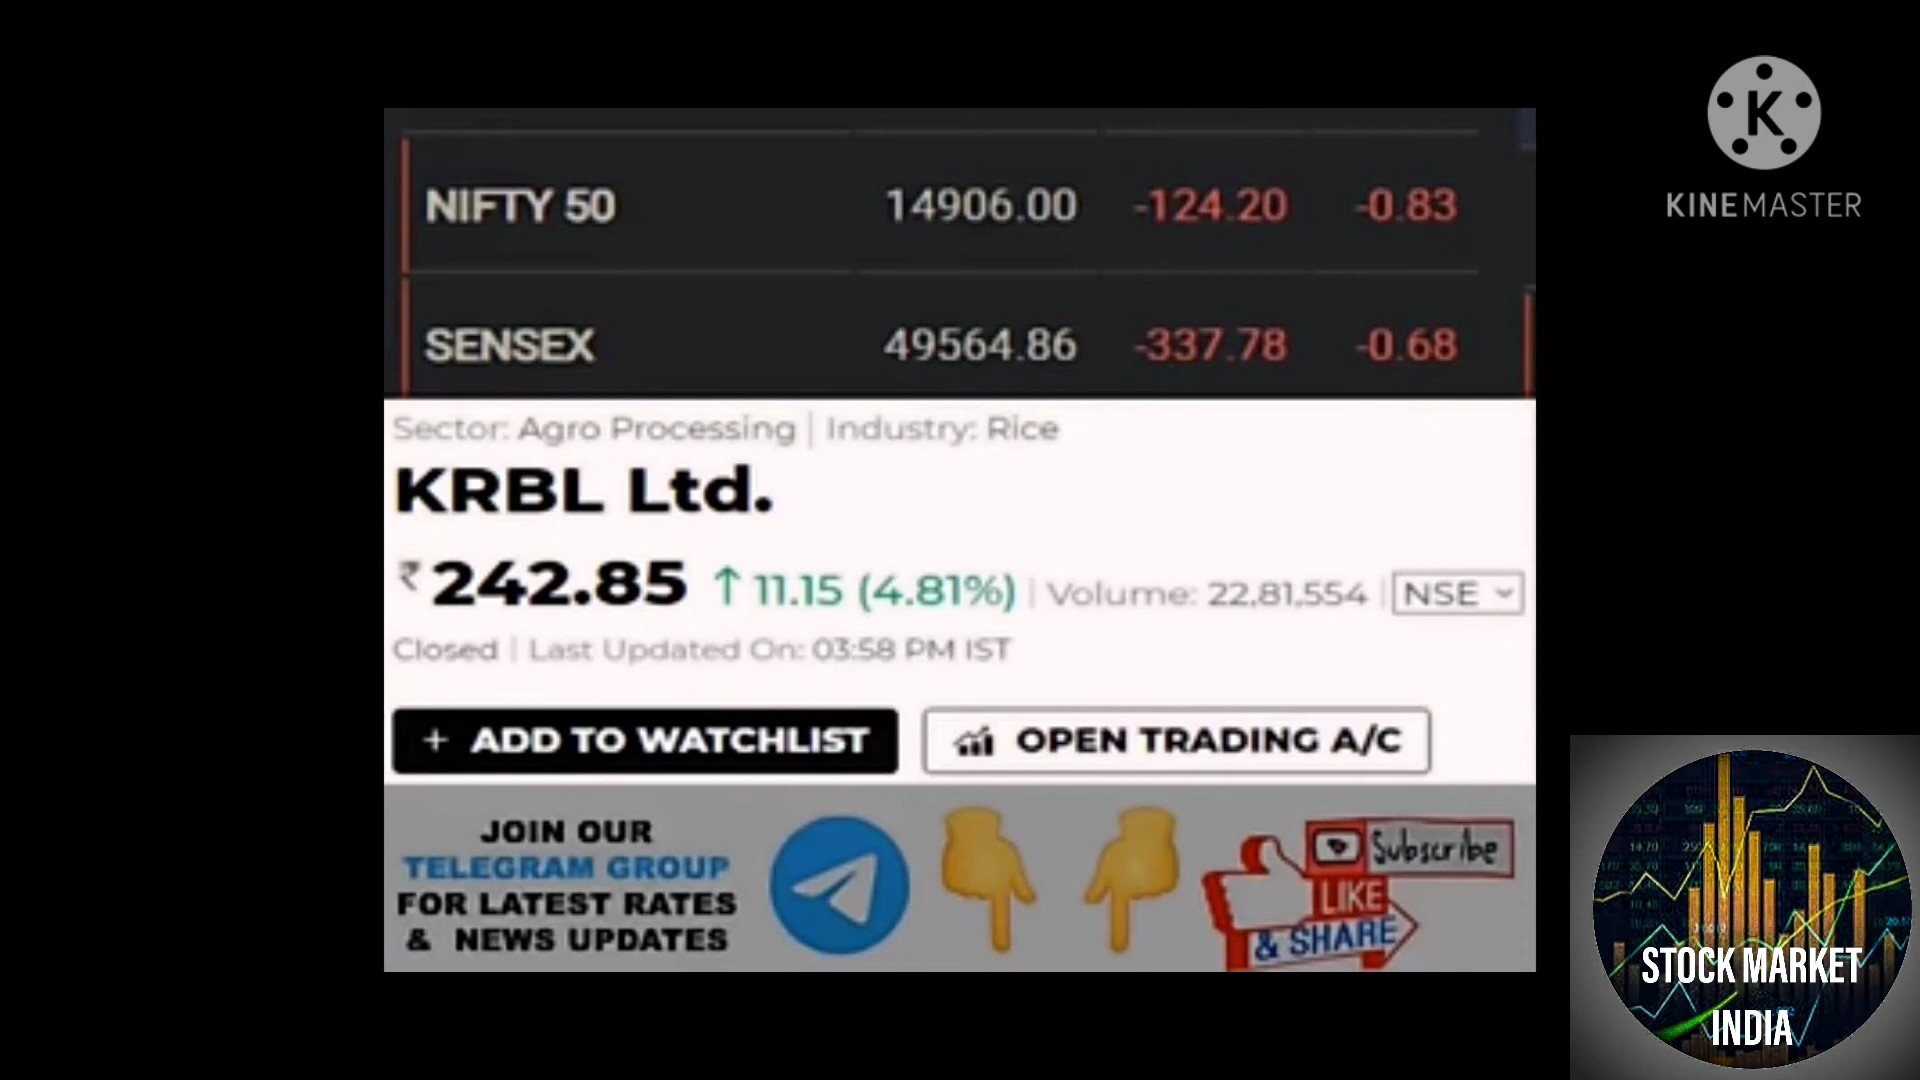 K
KINEMASTER
NIFTY 50 14906.00 -124.20 -0.83
SENSEX 49564.86 -337.78 -0.68
Sector: Agro Processing | Industry: Rice
KRBL Ltd.
₹ 242.85 ↑ 11.15 (4.81%) | Volume: 22,81,554 | NSE
Closed | Last Updated On: 03:58 PM IST
+ ADD TO WATCHLIST OPEN TRADING A/C
JOIN OUR
TELEGRAM GROUP
FOR LATEST RATES
& NEWS UPDATES
Subscribe
LIKE
& SHARE
STOCK MARKET
INDIA